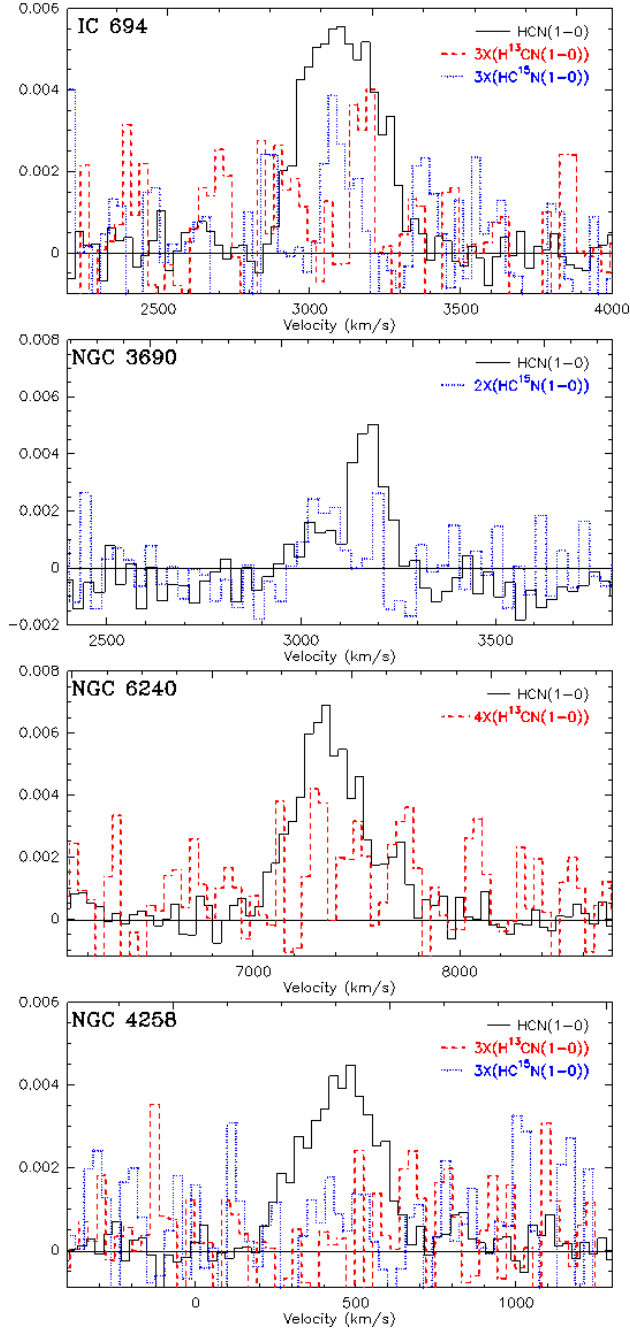 IC 694
HCN(1−0)
3X(H¹³CN(1−0))
3X(HC¹⁵N(1−0))
0.006
0.004
0.002
0
2500
3000
3500
4000
Velocity (km/s)
NGC 3690
HCN(1−0)
2X(HC¹⁵N(1−0))
0.008
0.006
0.004
0.002
0
−0.002
2500
3000
3500
Velocity (km/s)
NGC 6240
HCN(1−0)
4X(H¹³CN(1−0))
0.008
0.006
0.004
0.002
0
7000
8000
Velocity (km/s)
NGC 4258
HCN(1−0)
3X(H¹³CN(1−0))
3X(HC¹⁵N(1−0))
0.006
0.004
0.002
0
0
500
1000
Velocity (km/s)